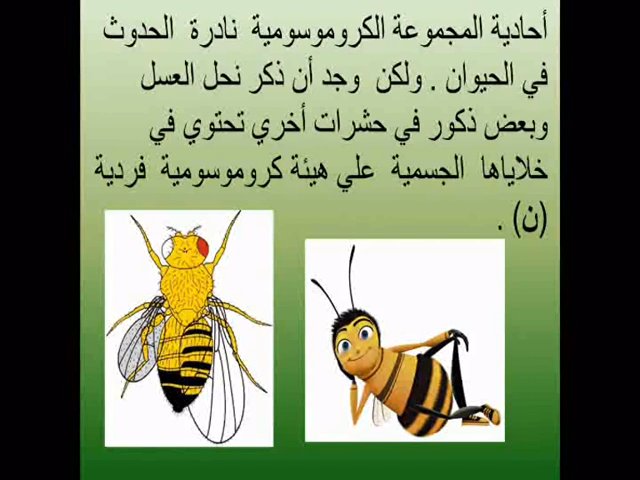 أحادية المجموعة الكروموسومية نادرة الحدوث
في الحيوان . ولكن وجد أن ذكر نحل العسل
وبعض ذكور في حشرات أخري تحتوي في
خلاياها الجسمية علي هيئة كروموسومية فردية
(ن) .